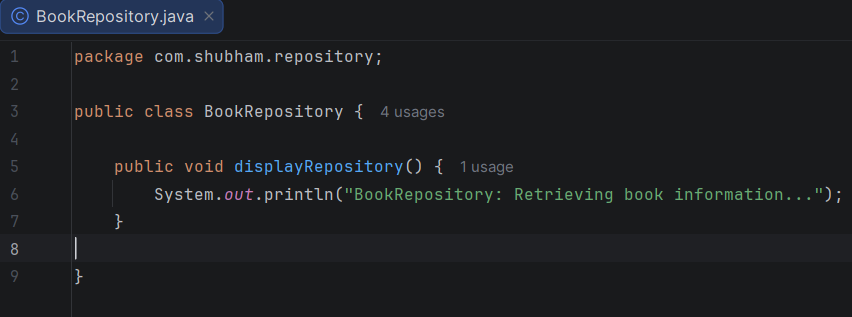 BookRepository.java
1 package com.shubham.repository;
2
3 public class BookRepository { 4 usages
4
5 public void displayRepository() { 1 usage
6 System.out.println("BookRepository: Retrieving book information...");
7 }
8
9 }